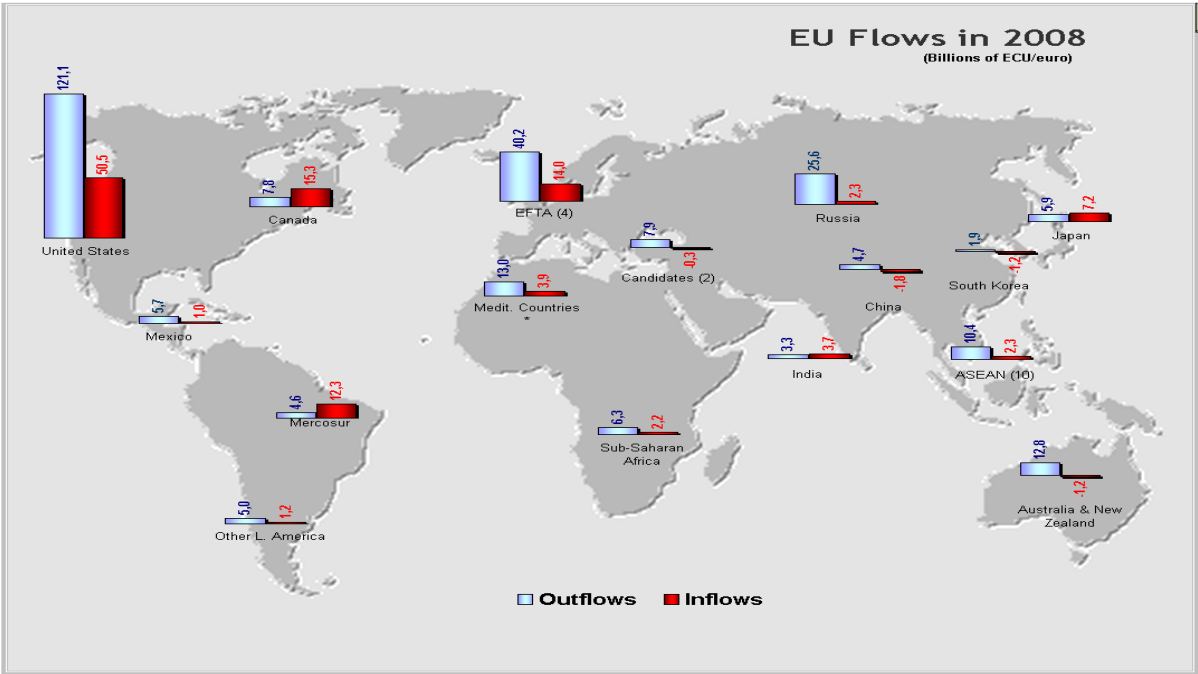 EU Flows in 2008
(Billions of ECU/euro)
121,1
50,5
United States
7,8
15,3
Canada
40,2
14,0
EFTA (4)
25,6
2,3
Russia
5,9
7,2
Japan
7,9
-0,3
Candidates (2)
1,9
-1,2
South Korea
4,7
-1,8
China
13,0
3,9
Medit. Countries
*
5,7
1,0
Mexico
3,3
3,7
India
10,4
2,3
ASEAN (10)
4,6
12,3
Mercosur
6,3
2,2
Sub-Saharan
Africa
12,8
-1,2
Australia & New
Zealand
5,0
1,2
Other L. America
Outflows
Inflows